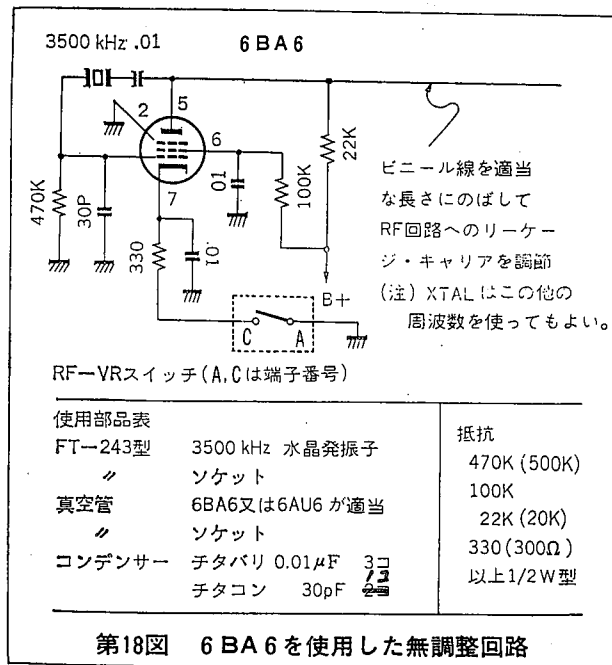 3500 kHz .01 6BA6
2 5
6
7
470K
30P
330
.01
01
100K
22K
B+
C A
ビニール線を適当
な長さにのばして
RF回路へのリーケー
ジ・キャリアを調節
(注) XTALはこの他の
周波数を使ってもよい。
RF－VRスイッチ(A,Cは端子番号)
使用部品表
FT－243型 3500 kHz 水晶発振子
〃 ソケット
真空管 6BA6又は6AU6が適当
〃 ソケット
コンデンサー チタバリ 0.01μF 3コ
チタコン 30pF 1コ
抵抗
470K (500K)
100K
22K (20K)
330 (300Ω)
以上1/2W型
第18図 6BA6を使用した無調整回路